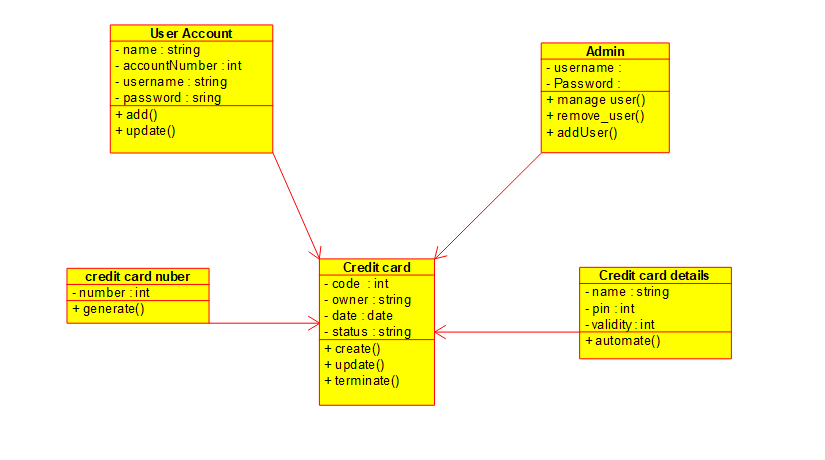 User Account
- name : string
- accountNumber : int
- username : string
- password : sring
+ add()
+ update()
Admin
- username :
- Password :
+ manage user()
+ remove_user()
+ addUser()
credit card nuber
- number : int
+ generate()
Credit card
- code : int
- owner : string
- date : date
- status : string
+ create()
+ update()
+ terminate()
Credit card details
- name : string
- pin : int
- validity : int
+ automate()